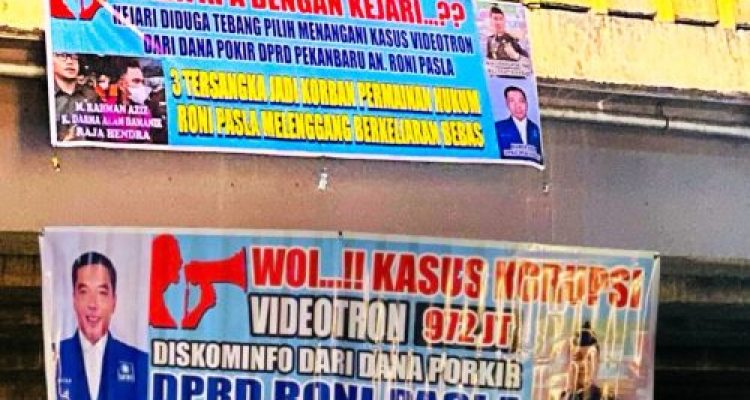 DENGAN KEJARI...??
KEJARI DIDUGA TEBANG PILIH MENANGANI KASUS VIDEOTRON
DARI DANA POKIR DPRD PEKANBARU AN. RONI PASLA
3 TERSANGKA JADI KORBAN PERMAINAN HUKUM
RONI PASLA MELENGGANG BERKELIARAN BEBAS
M. RAHMAN AZIZ
RAJA HENDRA
WOI...!! KASUS KORUPSI
VIDEOTRON 972 JT
DISKOMINFO DARI DANA PORKIR
DPRD RONI PASLA